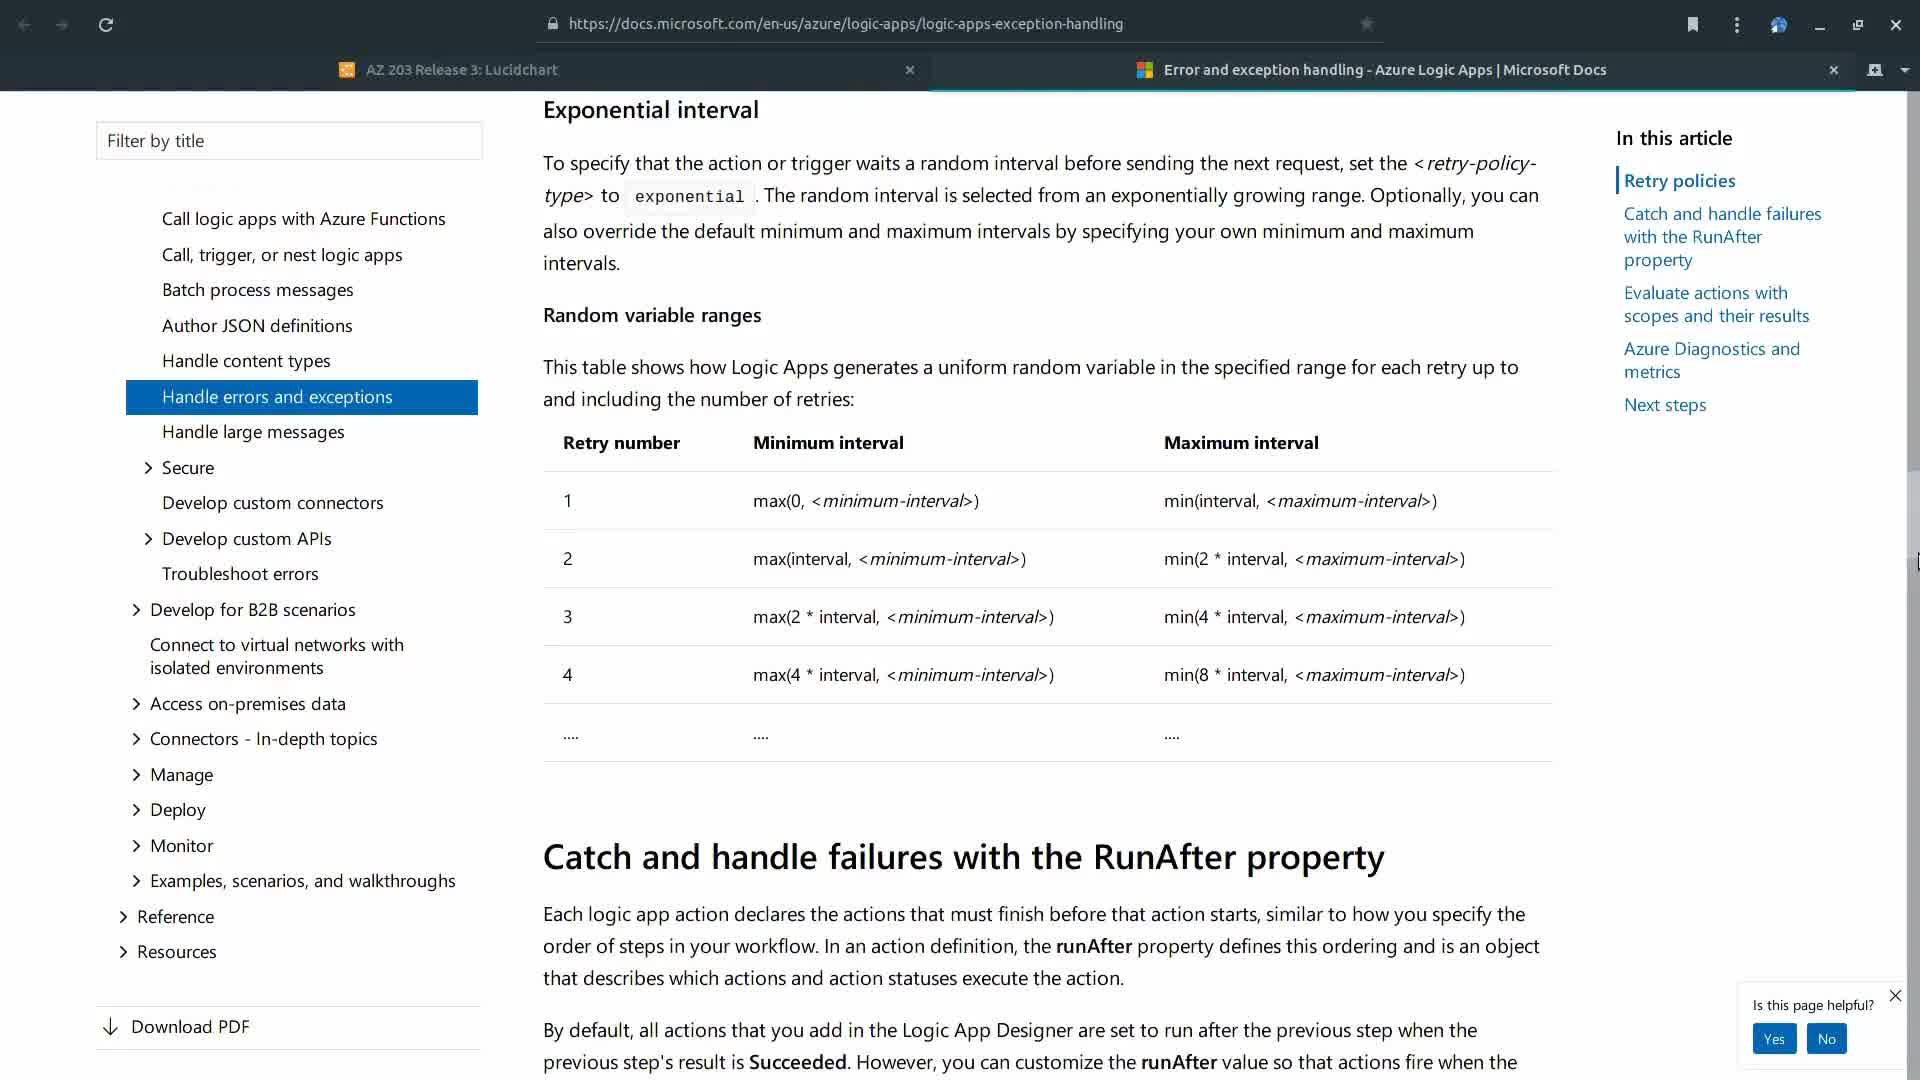 https://docs.microsoft.com/en-us/azure/logic-apps/logic-apps-exception-handling
AZ 203 Release 3: Lucidchart
Error and exception handling - Azure Logic Apps | Microsoft Docs
Filter by title
Call logic apps with Azure Functions
Call, trigger, or nest logic apps
Batch process messages
Author JSON definitions
Handle content types
Handle errors and exceptions
Handle large messages
Secure
Develop custom connectors
Develop custom APIs
Troubleshoot errors
Develop for B2B scenarios
Connect to virtual networks with
isolated environments
Access on-premises data
Connectors - In-depth topics
Manage
Deploy
Monitor
Examples, scenarios, and walkthroughs
Reference
Resources
Download PDF
Exponential interval
To specify that the action or trigger waits a random interval before sending the next request, set the <retry-policy-
type> to exponential . The random interval is selected from an exponentially growing range. Optionally, you can
also override the default minimum and maximum intervals by specifying your own minimum and maximum
intervals.
Random variable ranges
This table shows how Logic Apps generates a uniform random variable in the specified range for each retry up to
and including the number of retries:
Retry number Minimum interval Maximum interval
1 max(0, <minimum-interval>) min(interval, <maximum-interval>)
2 max(interval, <minimum-interval>) min(2 * interval, <maximum-interval>)
3 max(2 * interval, <minimum-interval>) min(4 * interval, <maximum-interval>)
4 max(4 * interval, <minimum-interval>) min(8 * interval, <maximum-interval>)
.... .... ....
Catch and handle failures with the RunAfter property
Each logic app action declares the actions that must finish before that action starts, similar to how you specify the
order of steps in your workflow. In an action definition, the runAfter property defines this ordering and is an object
that describes which actions and action statuses execute the action.
By default, all actions that you add in the Logic App Designer are set to run after the previous step when the
previous step's result is Succeeded. However, you can customize the runAfter value so that actions fire when the
In this article
Retry policies
Catch and handle failures
with the RunAfter
property
Evaluate actions with
scopes and their results
Azure Diagnostics and
metrics
Next steps
Is this page helpful?
Yes No